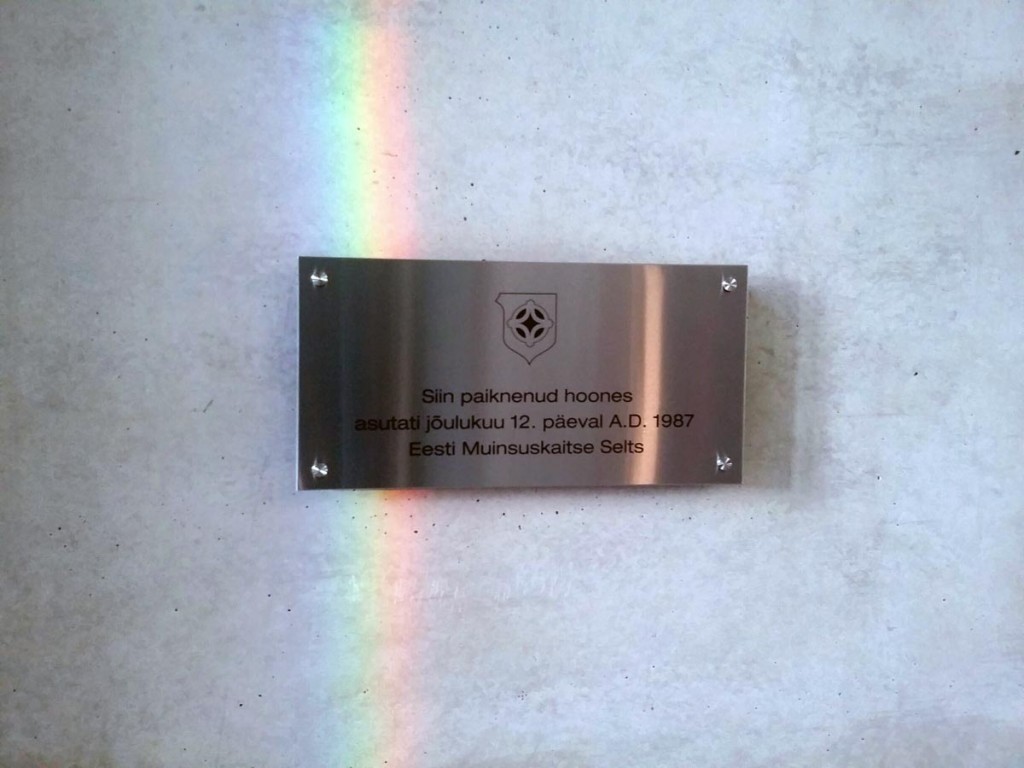 Siin paiknenud hoones
asutati jõulukuu 12. päeval A.D. 1987
Eesti Muinsuskaitse Selts